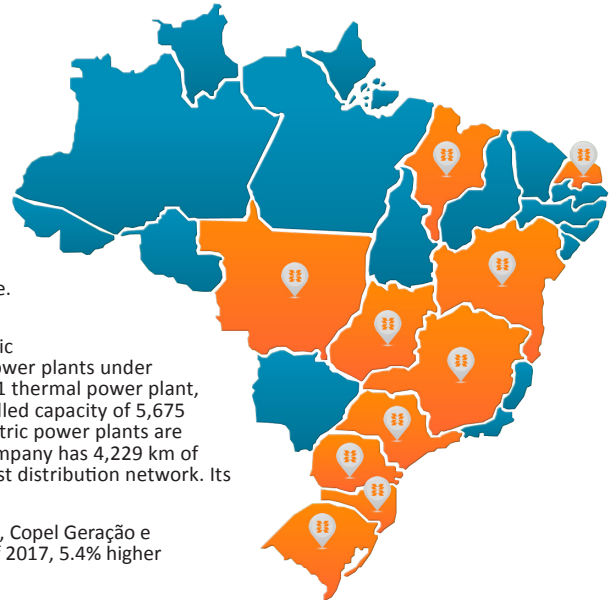 e.
ic
ower plants under
1 thermal power plant,
lled capacity of 5,675
tric power plants are
mpany has 4,229 km of
st distribution network. Its
, Copel Geração e
f 2017, 5.4% higher